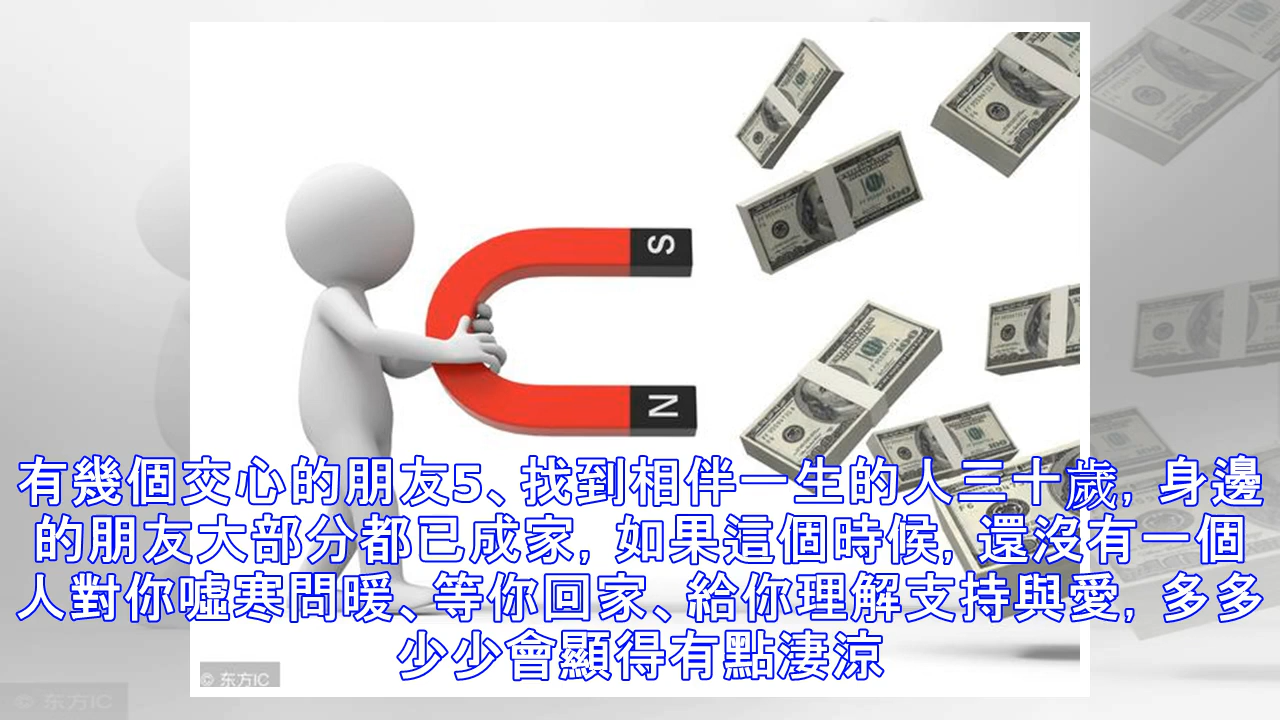 S
N
有幾個交心的朋友5、找到相伴一生的人三十歲, 身邊
的朋友大部分都已成家, 如果這個時候, 還沒有一個
人對你噓寒問暖、等你回家、給你理解支持與愛, 多多
少少會顯得有點淒涼
© 东方IC
© 东方IC